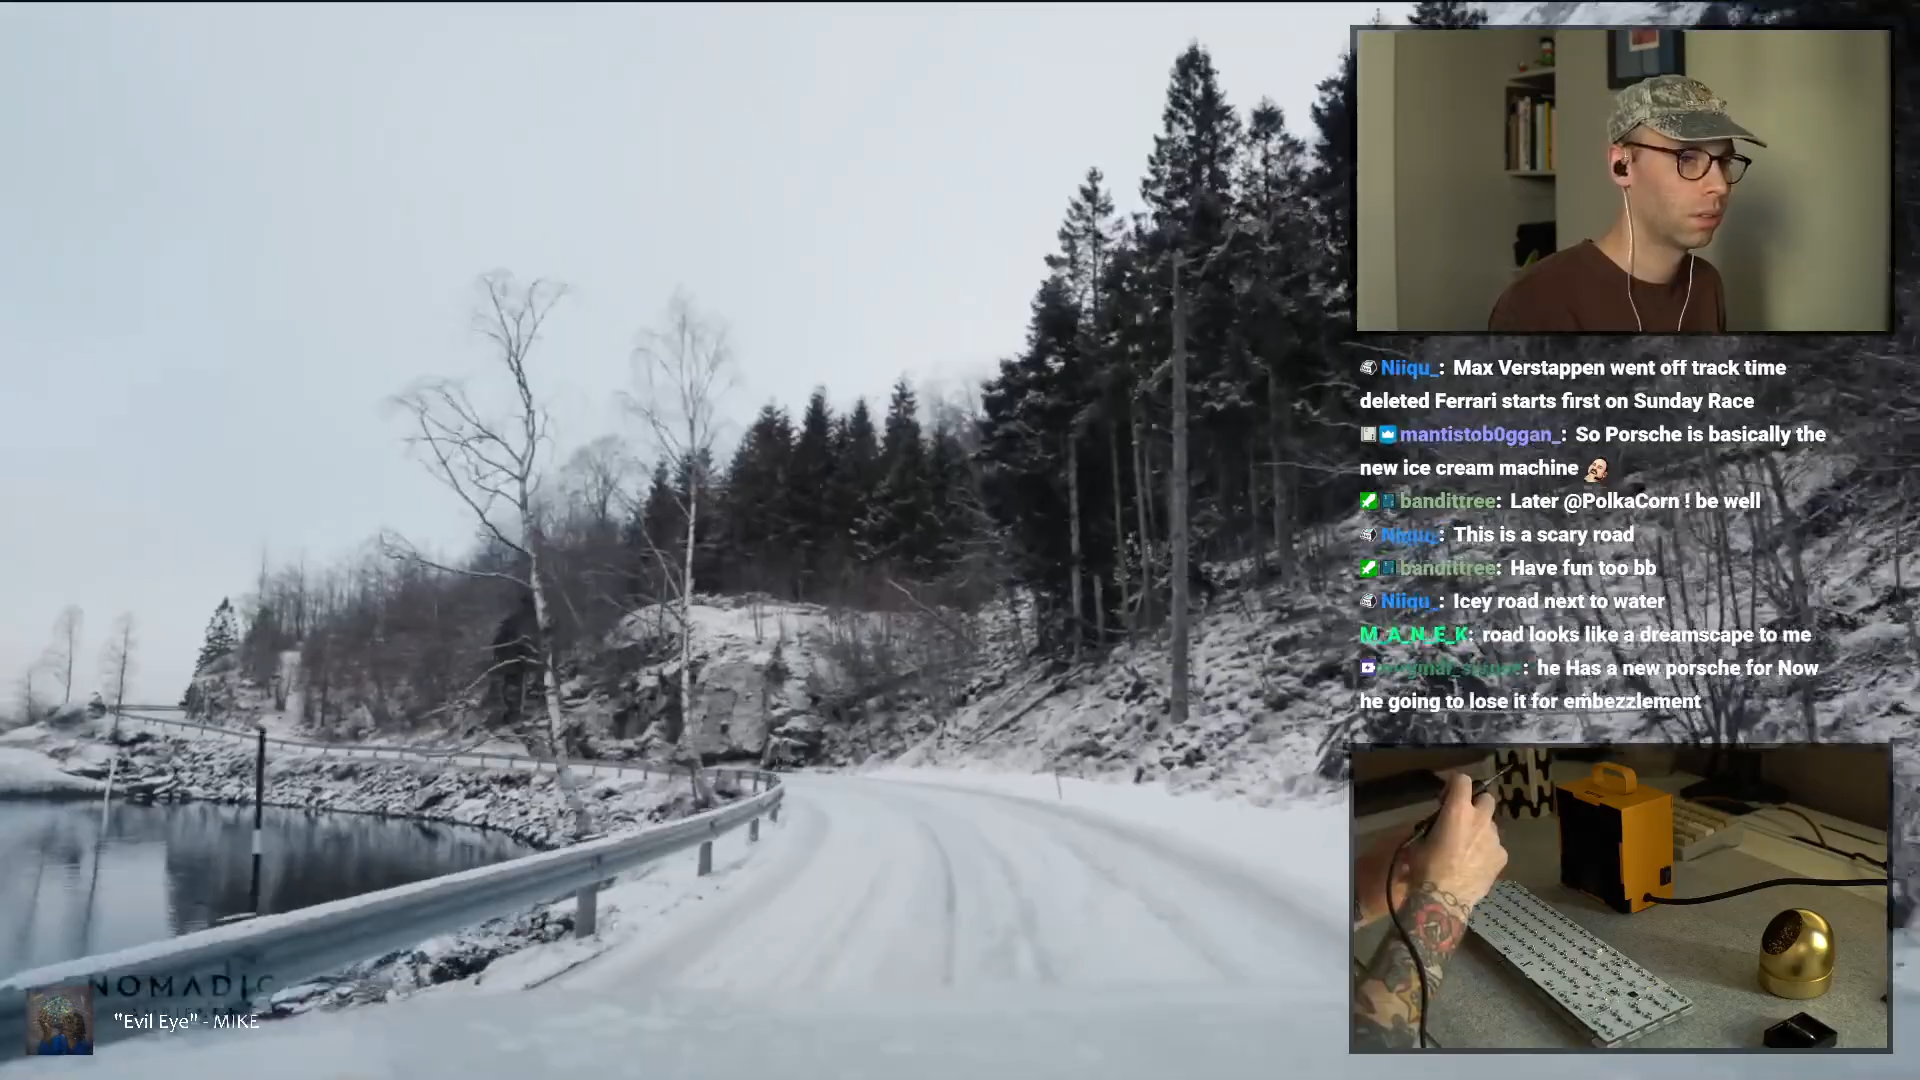 Niiqu_: Max Verstappen went off track time
deleted Ferrari starts first on Sunday Race
mantistob0ggan_: So Porsche is basically the
new ice cream machine
bandittree: Later @PolkaCorn ! be well
Niiqu_: This is a scary road
bandittree: Have fun too bb
Niiqu_: Icey road next to water
M_A_N_E_K: road looks like a dreamscape to me
: he Has a new porsche for Now
he going to lose it for embezzlement
NOMADIC
"Evil Eye" - MIKE